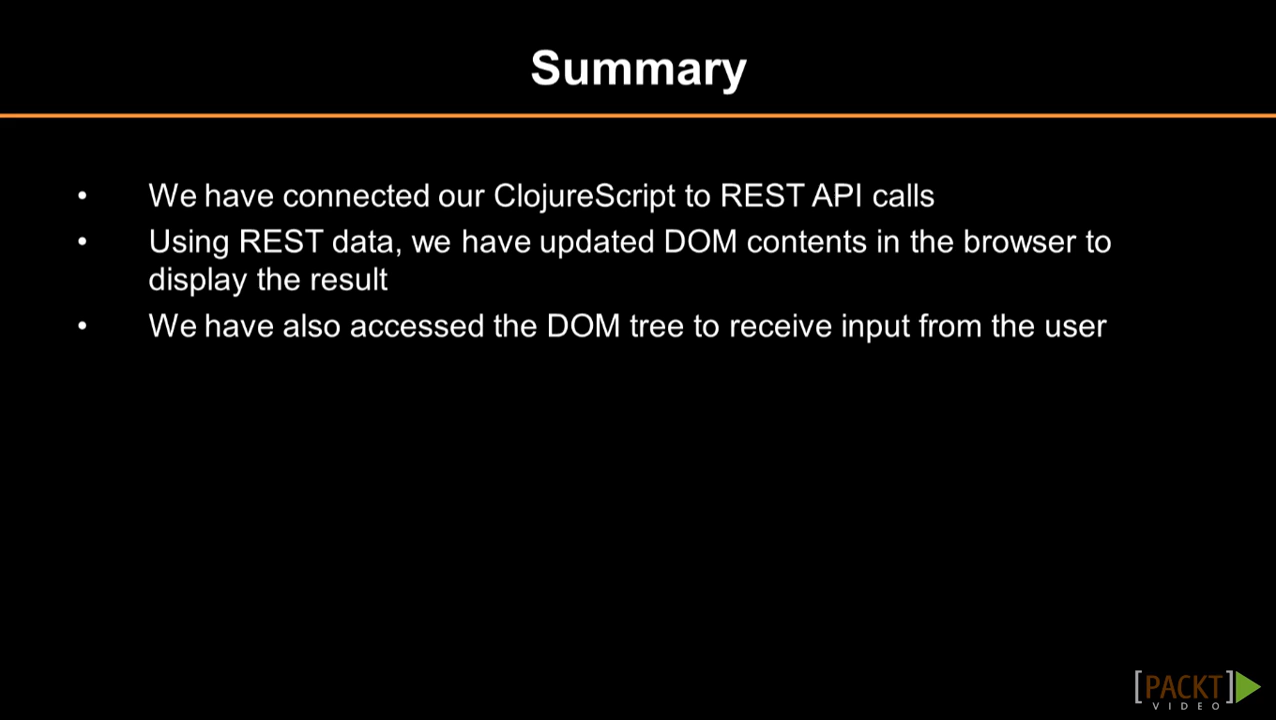 Summary
• We have connected our ClojureScript to REST API calls
• Using REST data, we have updated DOM contents in the browser to
display the result
• We have also accessed the DOM tree to receive input from the user
[PACKT]
VIDEO